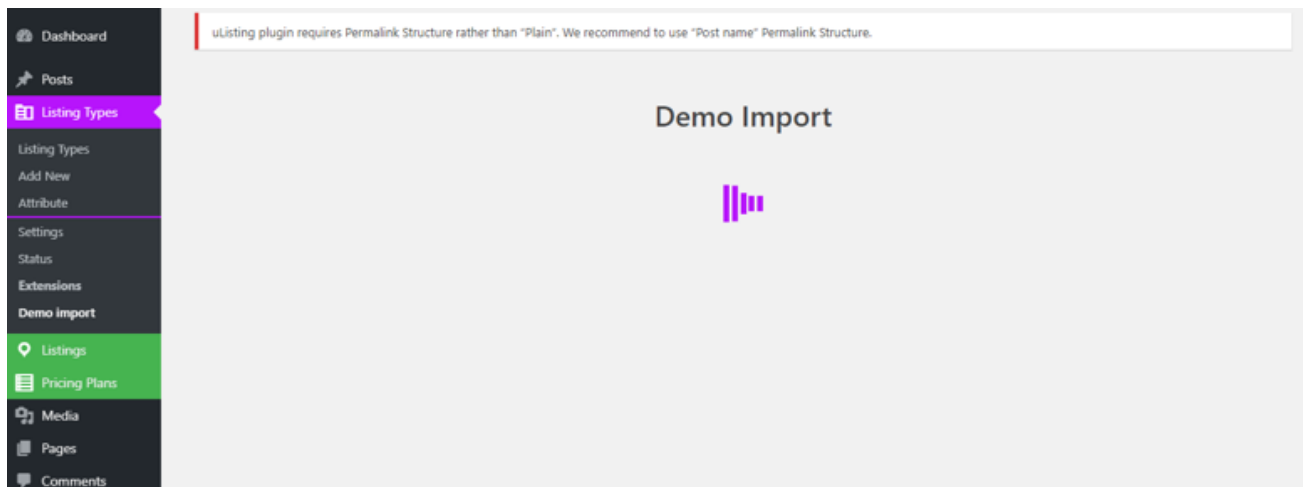 Dashboard
uListing plugin requires Permalink Structure rather than "Plain". We recommend to use "Post name" Permalink Structure.
Posts
Listing Types
Demo Import
Listing Types
Add New
Attribute
Settings
Status
Extensions
Demo import
Listings
Pricing Plans
Media
Pages
Comments